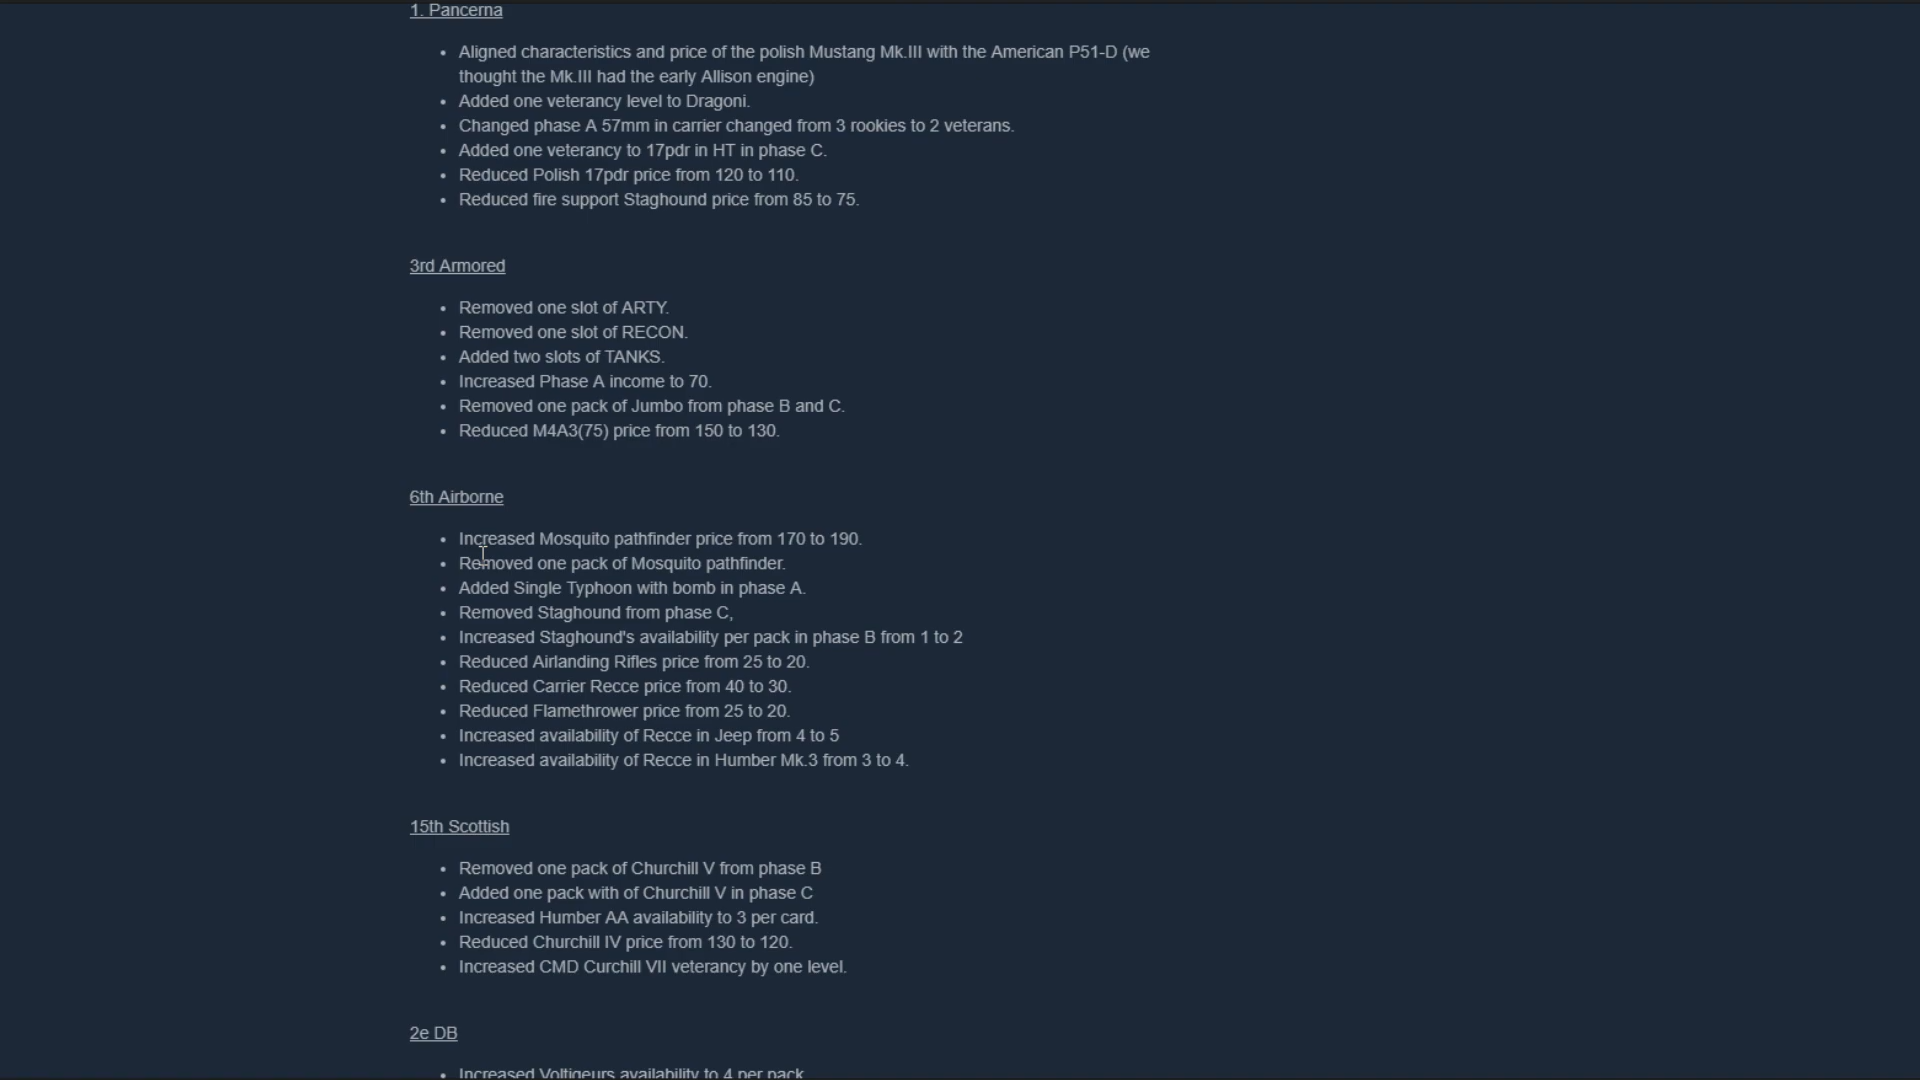 1. Pancerna
• Aligned characteristics and price of the polish Mustang Mk.III with the American P51-D (we
thought the Mk.III had the early Allison engine)
• Added one veterancy level to Dragoni.
• Changed phase A 57mm in carrier changed from 3 rookies to 2 veterans.
• Added one veterancy to 17pdr in HT in phase C.
• Reduced Polish 17pdr price from 120 to 110.
• Reduced fire support Staghound price from 85 to 75.
3rd Armored
• Removed one slot of ARTY.
• Removed one slot of RECON.
• Added two slots of TANKS.
• Increased Phase A income to 70.
• Removed one pack of Jumbo from phase B and C.
• Reduced M4A3(75) price from 150 to 130.
6th Airborne
• Increased Mosquito pathfinder price from 170 to 190.
• Removed one pack of Mosquito pathfinder.
• Added Single Typhoon with bomb in phase A.
• Removed Staghound from phase C,
• Increased Staghound's availability per pack in phase B from 1 to 2
• Reduced Airlanding Rifles price from 25 to 20.
• Reduced Carrier Recce price from 40 to 30.
• Reduced Flamethrower price from 25 to 20.
• Increased availability of Recce in Jeep from 4 to 5
• Increased availability of Recce in Humber Mk.3 from 3 to 4.
15th Scottish
• Removed one pack of Churchill V from phase B
• Added one pack with of Churchill V in phase C
• Increased Humber AA availability to 3 per card.
• Reduced Churchill IV price from 130 to 120.
• Increased CMD Curchill VII veterancy by one level.
2e DB
• Increased Voltigeurs availability to 4 per pack